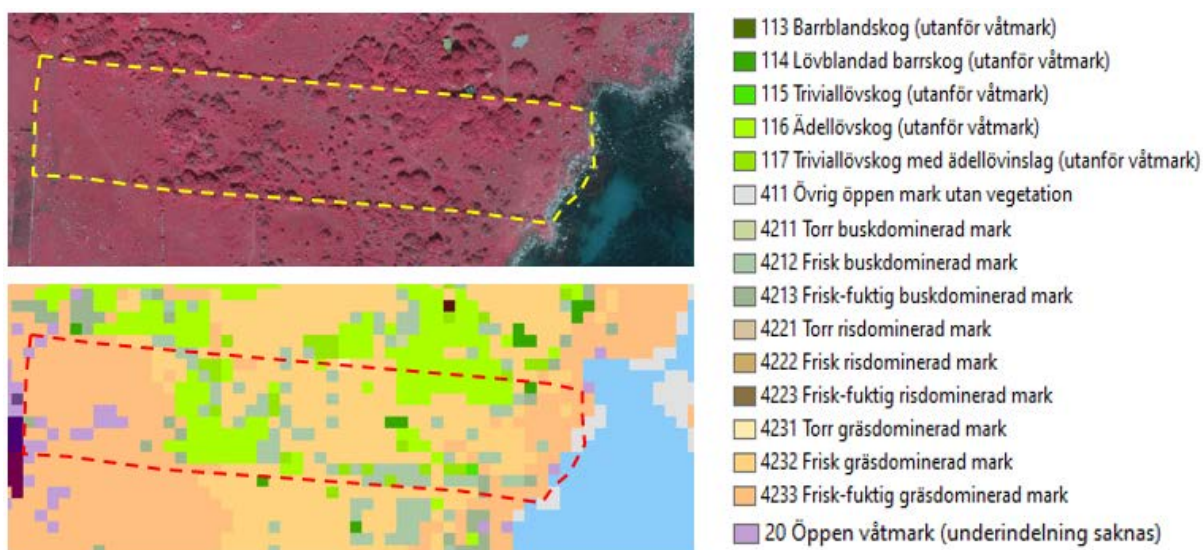 113 Barrblandskog (utanför våtmark)
114 Lövblandad barrskog (utanför våtmark)
115 Triviallövskog (utanför våtmark)
116 Ädellövskog (utanför våtmark)
117 Triviallövskog med ädellövinslag (utanför våtmark)
411 Övrig öppen mark utan vegetation
4211 Torr buskdominerad mark
4212 Frisk buskdominerad mark
4213 Frisk-fuktig buskdominerad mark
4221 Torr risdominerad mark
4222 Frisk risdominerad mark
4223 Frisk-fuktig risdominerad mark
4231 Torr gräsdominerad mark
4232 Frisk gräsdominerad mark
4233 Frisk-fuktig gräsdominerad mark
20 Öppen våtmark (underindelning saknas)